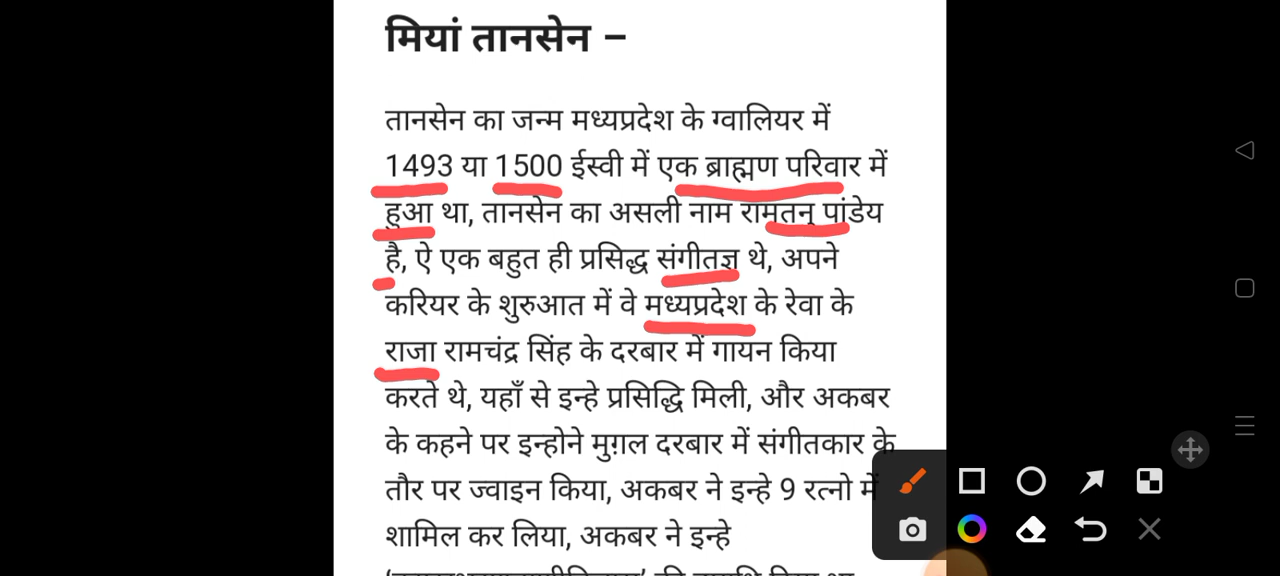 मियां तानसेन –
तानसेन का जन्म मध्यप्रदेश के ग्वालियर में
1493 या 1500 ईस्वी में एक ब्राह्मण परिवार में
हुआ था, तानसेन का असली नाम रामतनु पांडेय
है, ऐ एक बहुत ही प्रसिद्ध संगीतज्ञ थे, अपने
करियर के शुरुआत में वे मध्यप्रदेश के रेवा के
राजा रामचंद्र सिंह के दरबार में गायन किया
करते थे, यहाँ से इन्हे प्रसिद्धि मिली, और अकबर
के कहने पर इन्होने मुग़ल दरबार में संगीतकार के
तौर पर ज्वाइन किया, अकबर ने इन्हे 9 रत्नो में
शामिल कर लिया, अकबर ने इन्हे